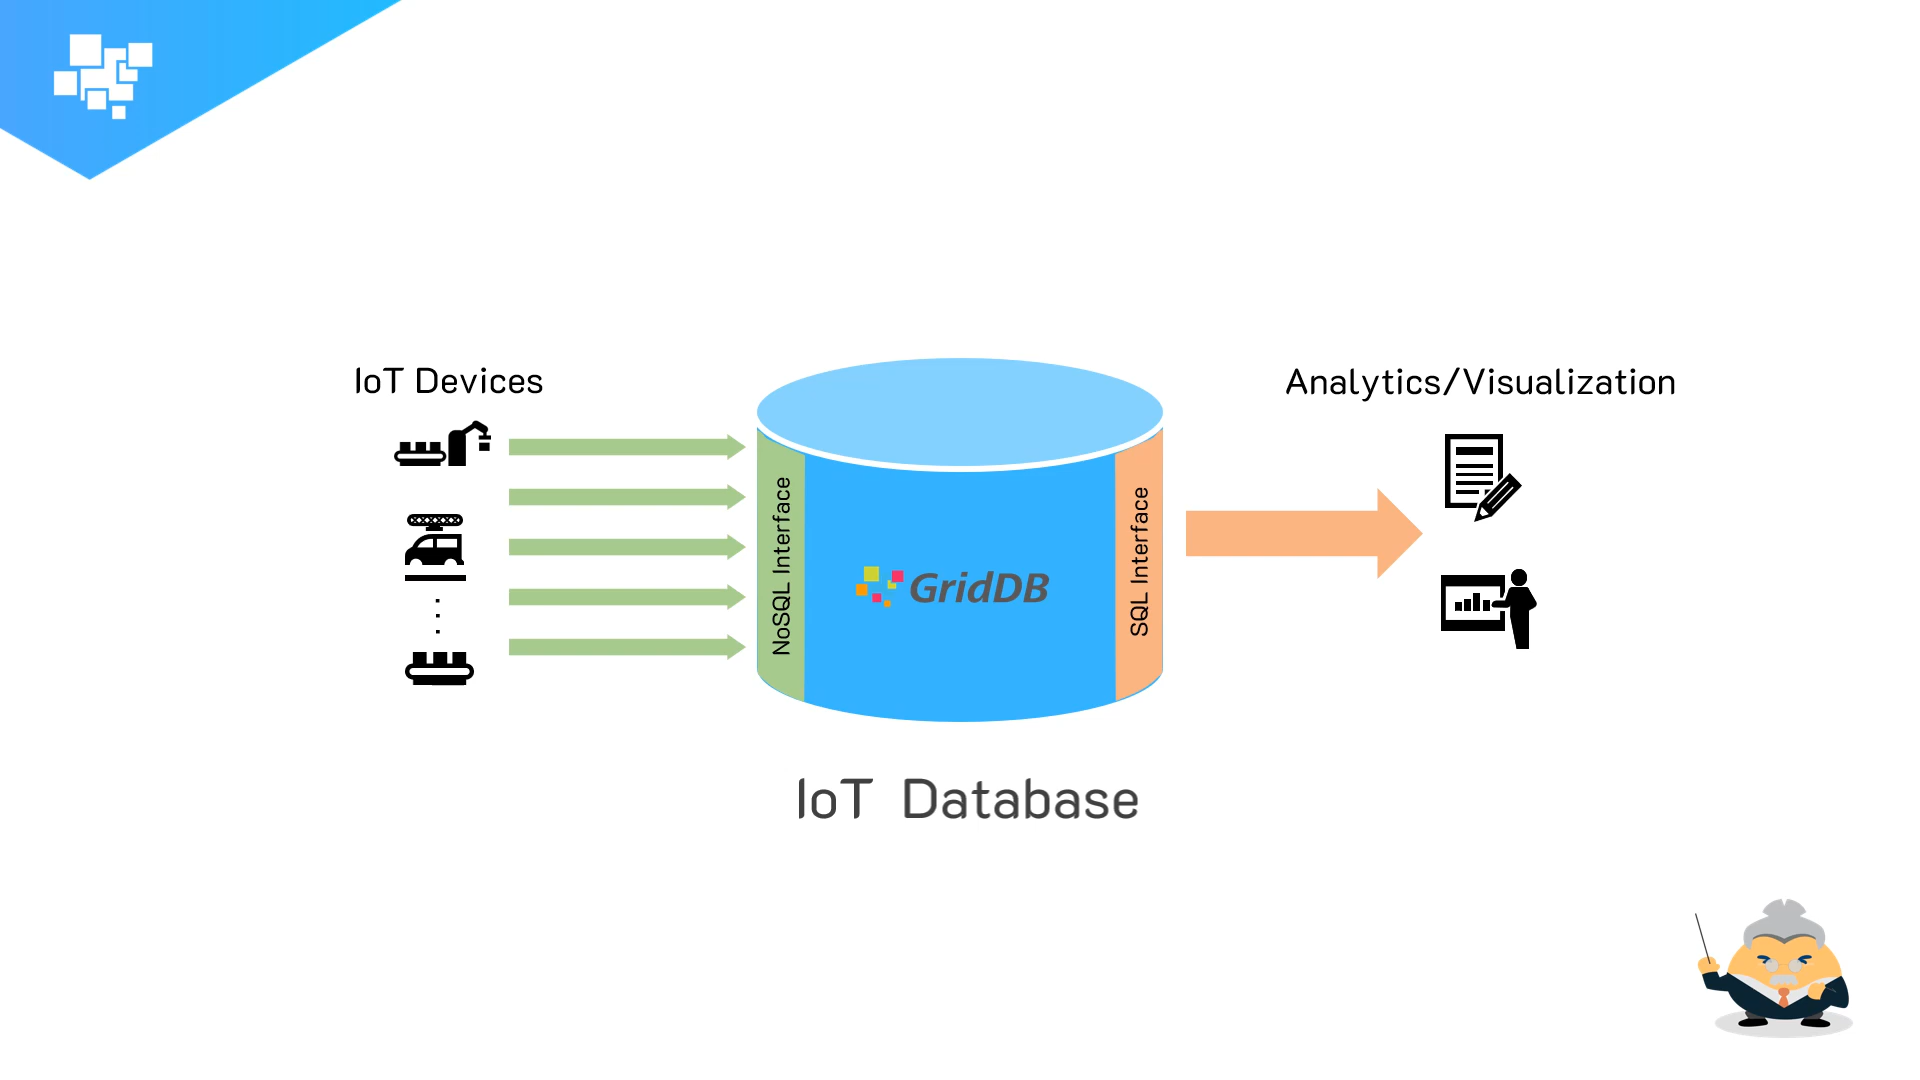 IoT Devices
Analytics/Visualization
NoSQL Interface
GridDB
SQL Interface
IoT Database